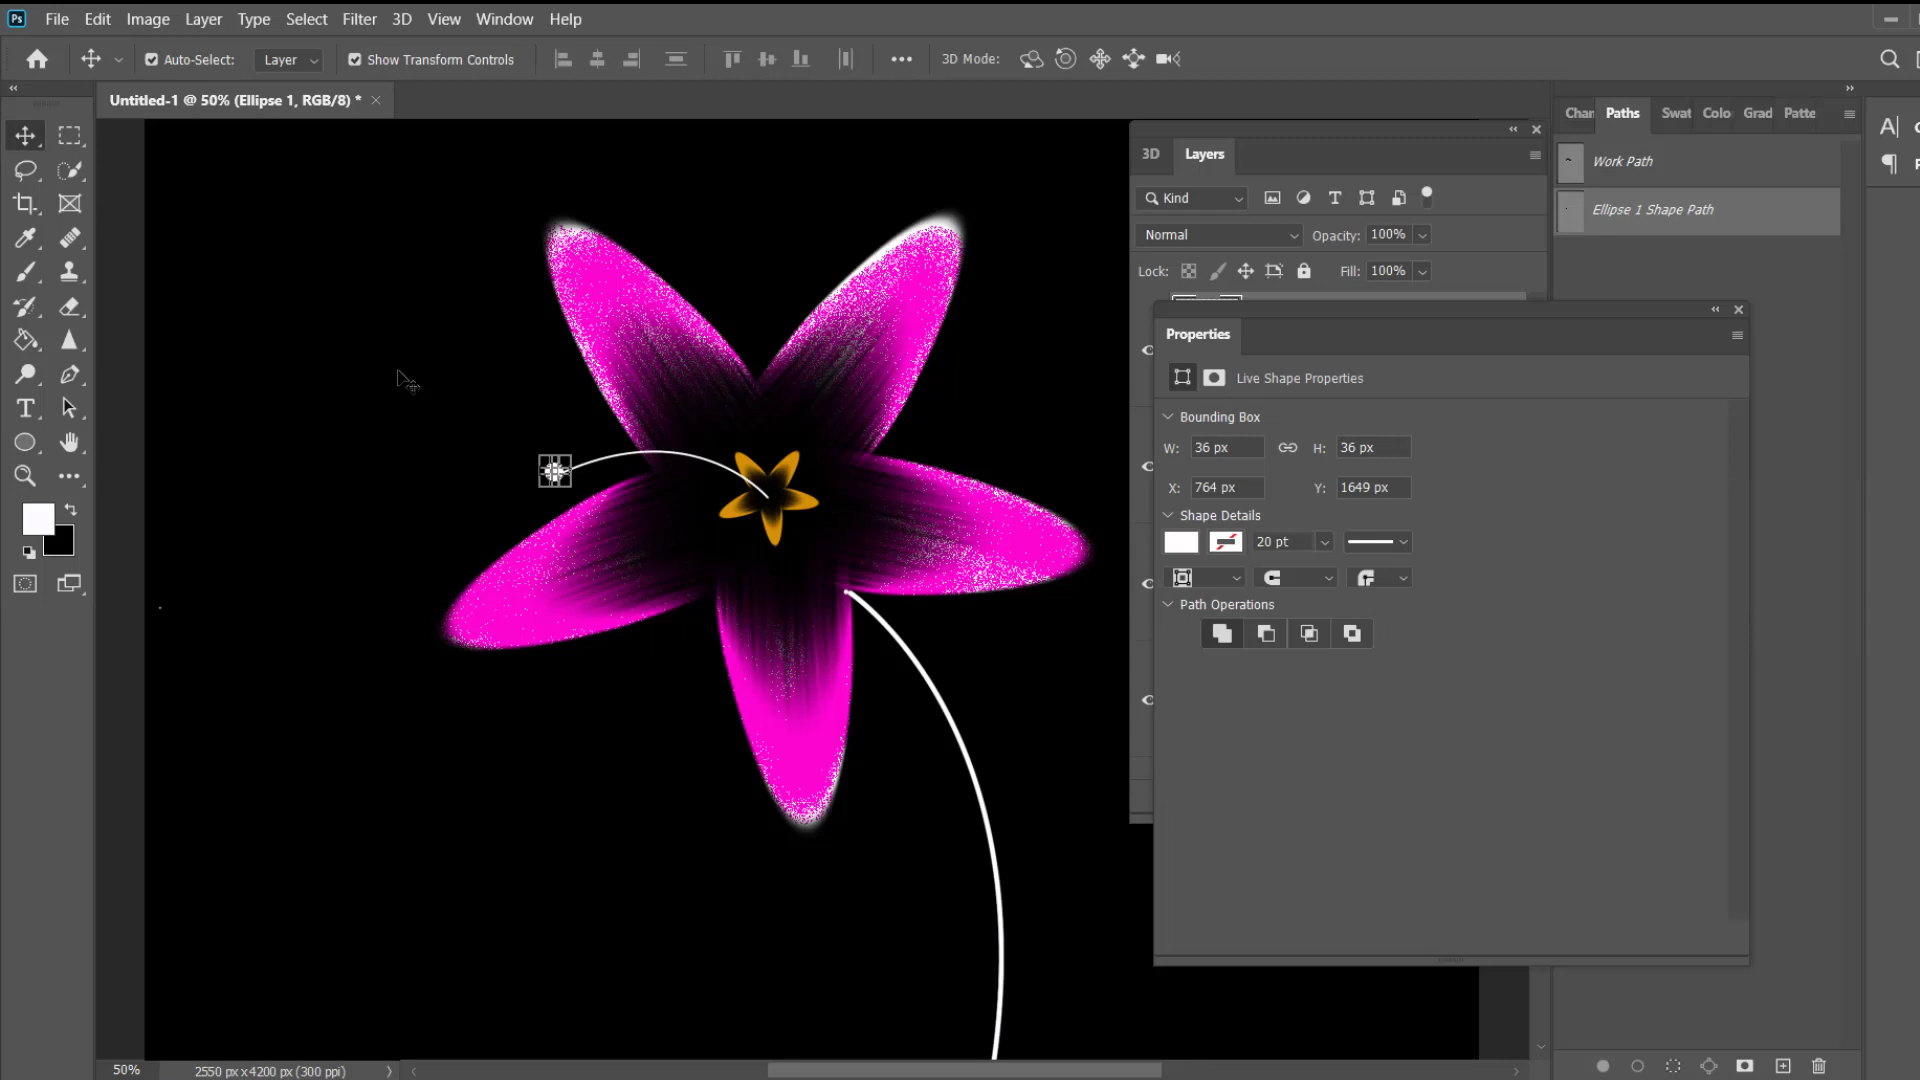 Ps File Edit Image Layer Type Select Filter 3D View Window Help
Auto-Select: Layer Show Transform Controls 3D Mode:
Untitled-1 @ 50% (Ellipse 1, RGB/8) *
Chan Paths Swat Colo Grad Patte
3D Layers
Work Path
Kind
Ellipse 1 Shape Path
Normal Opacity: 100%
Lock: Fill: 100%
Properties
Live Shape Properties
Bounding Box
W: 36 px H: 36 px
X: 764 px Y: 1649 px
Shape Details
20 pt
Path Operations
50% 2550 px x 4200 px (300 ppi)